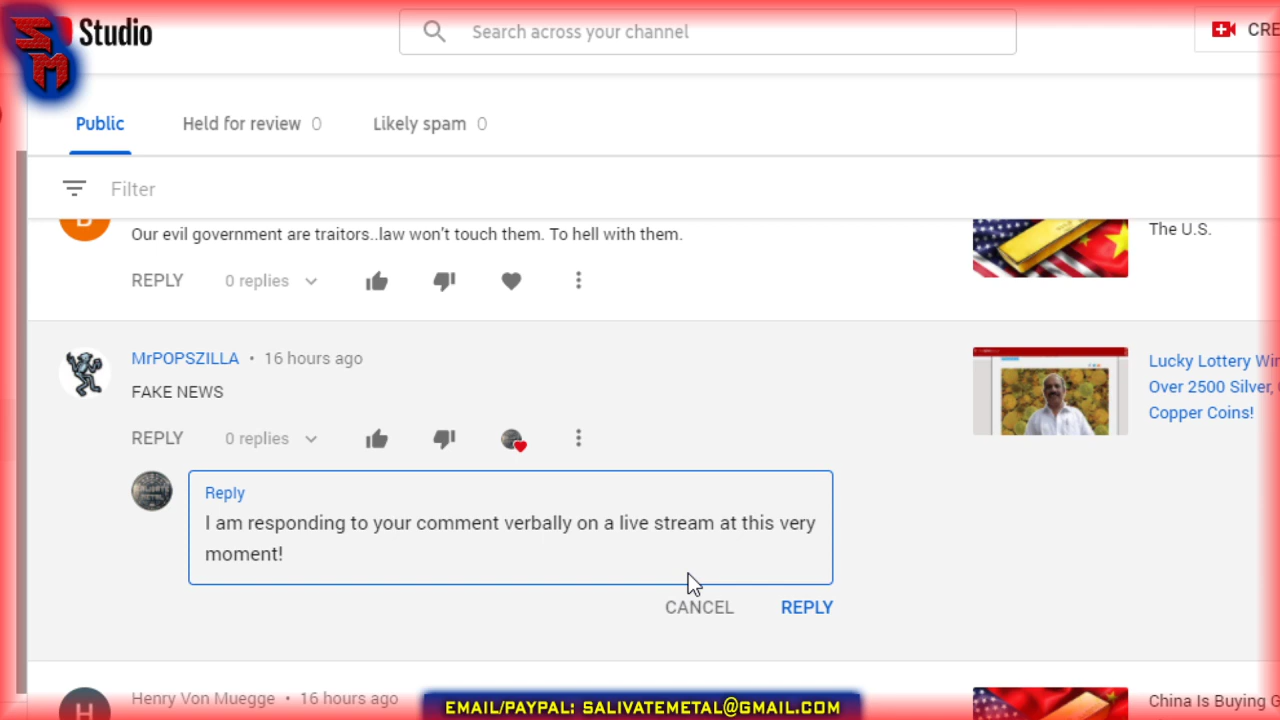 SM
Studio
Search across your channel
CRE
Public
Held for review 0
Likely spam 0
Filter
Our evil government are traitors..law won't touch them. To hell with them.
The U.S.
REPLY
0 replies
MrPOPSZILLA • 16 hours ago
FAKE NEWS
Lucky Lottery Win
Over 2500 Silver,
Copper Coins!
REPLY
0 replies
Reply
I am responding to your comment verbally on a live stream at this very
moment!
CANCEL
REPLY
H
Henry Von Muegge • 16 hours ago
China Is Buying G
EMAIL/PAYPAL: SALIVATEMETAL@GMAIL.COM